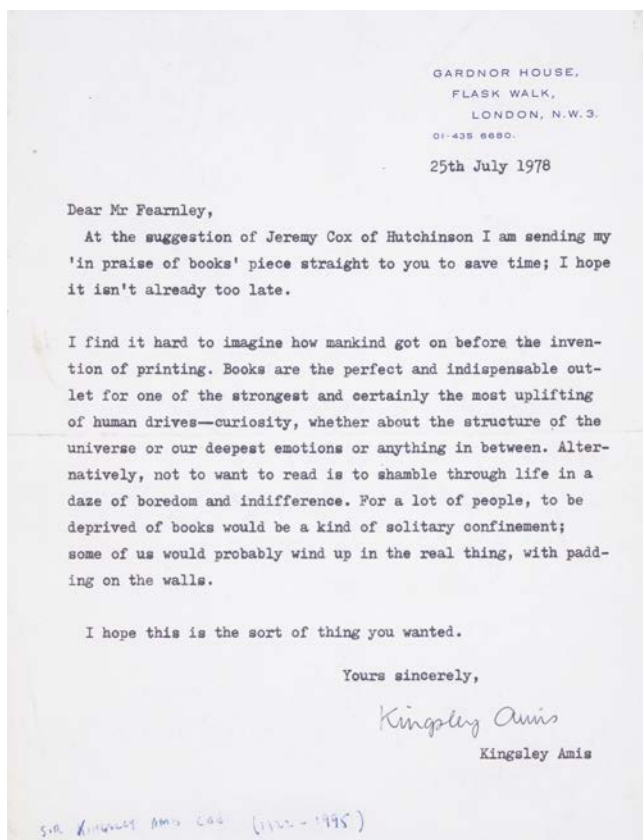 GARDNOR HOUSE,
FLASK WALK,
LONDON, N.W.3.
01-435 6680.
25th July 1978
Dear Mr Fearnley,
At the suggestion of Jeremy Cox of Hutchinson I am sending my
'in praise of books' piece straight to you to save time; I hope
it isn't already too late.
I find it hard to imagine how mankind got on before the inven-
tion of printing. Books are the perfect and indispensable out-
let for one of the strongest and certainly the most uplifting
of human drives—curiosity, whether about the structure of the
universe or our deepest emotions or anything in between. Alter-
natively, not to want to read is to shamble through life in a
daze of boredom and indifference. For a lot of people, to be
deprived of books would be a kind of solitary confinement;
some of us would probably wind up in the real thing, with padd-
ing on the walls.
I hope this is the sort of thing you wanted.
Yours sincerely,
Kingsley Amis
Kingsley Amis
SIR KINGSLEY AMIS CBE (1922-1995)